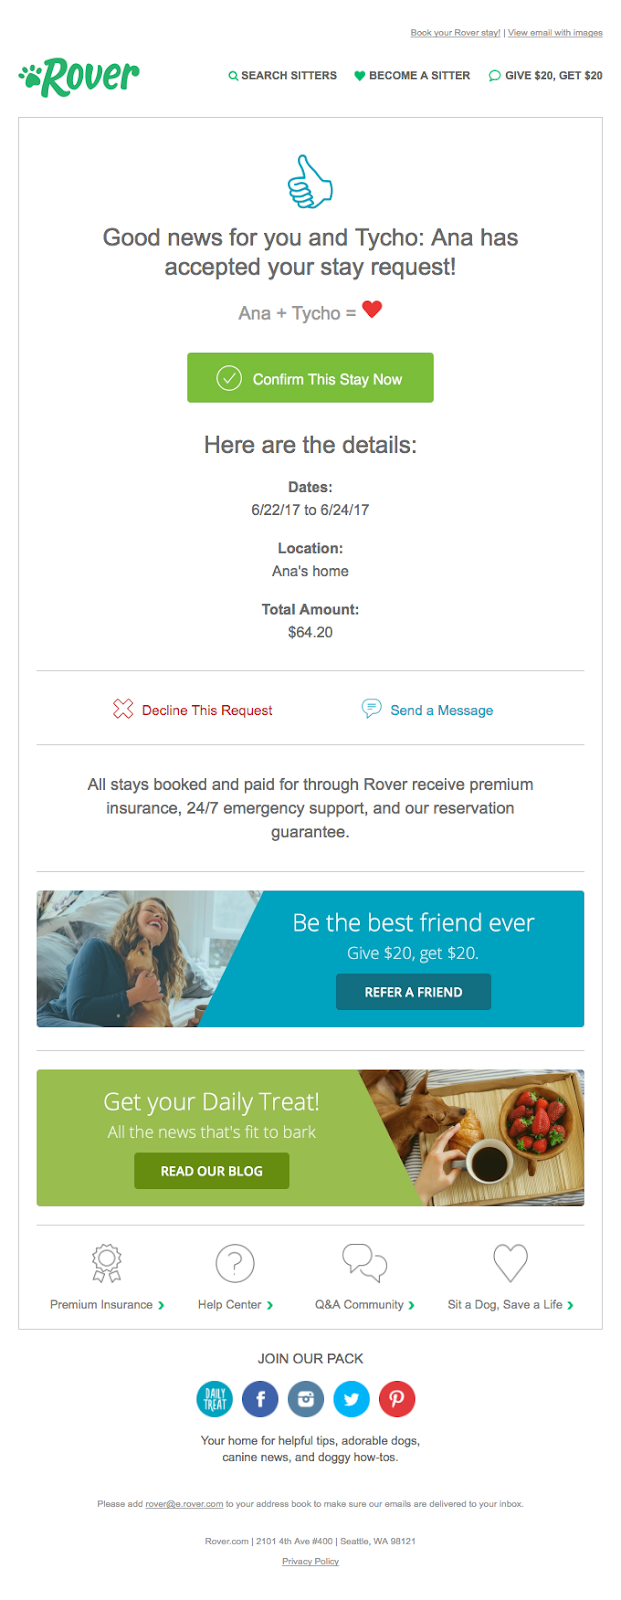 Book your Rover stay! | View email with images
Rover
SEARCH SITTERS BECOME A SITTER GIVE $20, GET $20
Good news for you and Tycho: Ana has
accepted your stay request!
Ana + Tycho =
Confirm This Stay Now
Here are the details:
Dates:
6/22/17 to 6/24/17
Location:
Ana's home
Total Amount:
$64.20
Decline This Request Send a Message
All stays booked and paid for through Rover receive premium
insurance, 24/7 emergency support, and our reservation
guarantee.
Be the best friend ever
Give $20, get $20.
REFER A FRIEND
Get your Daily Treat!
All the news that's fit to bark
READ OUR BLOG
Premium Insurance Help Center Q&A Community Sit a Dog, Save a Life
JOIN OUR PACK
DAILY
TREAT
Your home for helpful tips, adorable dogs,
canine news, and doggy how-tos.
Please add rover@e.rover.com to your address book to make sure our emails are delivered to your inbox.
Rover.com | 2101 4th Ave #400 | Seattle, WA 98121
Privacy Policy